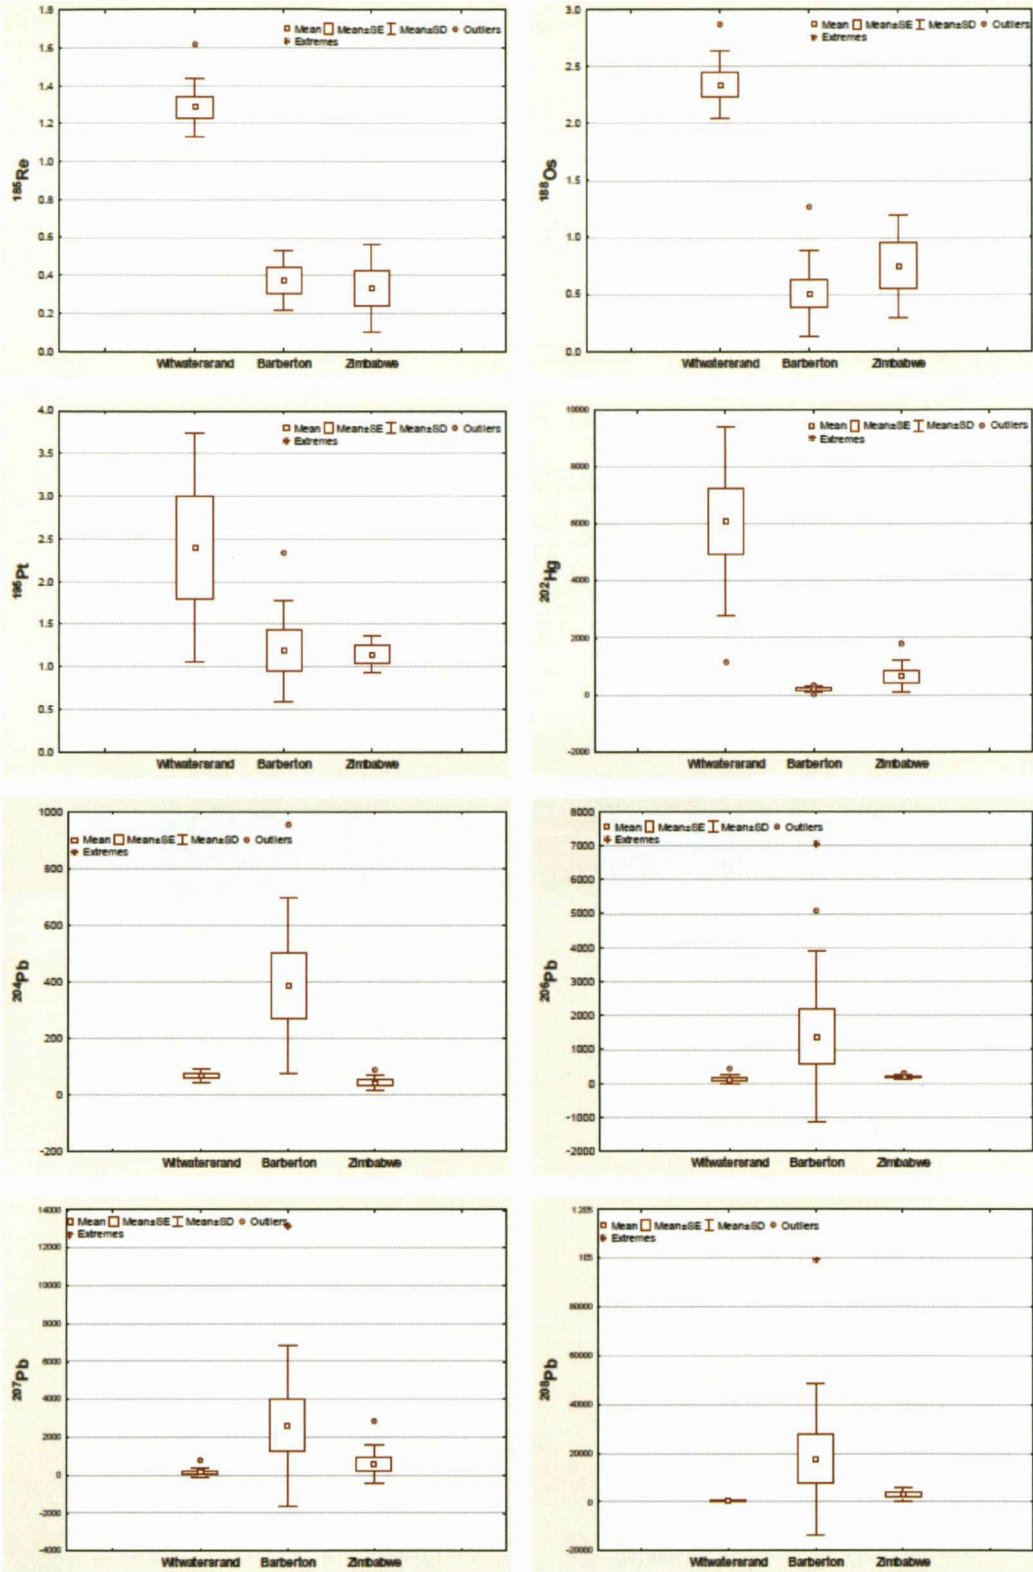 1.8
1.6
1.4
1.2
1.0
0.8
0.6
0.4
0.2
0.0
185Re
Mean Mean±SE Mean±SD Outliers
Extremes
Witwatersrand Barberton Zimbabwe
3.0
2.5
2.0
1.5
1.0
0.5
0.0
188Os
Mean Mean±SE Mean±SD Outliers
Extremes
Witwatersrand Barberton Zimbabwe
4.0
3.5
3.0
2.5
2.0
1.5
1.0
0.5
0.0
195Pt
Mean Mean±SE Mean±SD Outliers
Extremes
Witwatersrand Barberton Zimbabwe
10000
8000
6000
4000
2000
0
-2000
202Hg
Mean Mean±SE Mean±SD Outliers
Extremes
Witwatersrand Barberton Zimbabwe
1000
800
600
400
200
0
-200
204Pb
Mean Mean±SE Mean±SD Outliers
Extremes
Witwatersrand Barberton Zimbabwe
8000
7000
6000
5000
4000
3000
2000
1000
0
-1000
-2000
206Pb
Mean Mean±SE Mean±SD Outliers
Extremes
Witwatersrand Barberton Zimbabwe
14000
12000
10000
8000
6000
4000
2000
0
-2000
-4000
207Pb
Mean Mean±SE Mean±SD Outliers
Extremes
Witwatersrand Barberton Zimbabwe
1.2E5
1E5
80000
60000
40000
20000
0
-20000
208Pb
Mean Mean±SE Mean±SD Outliers
Extremes
Witwatersrand Barberton Zimbabwe